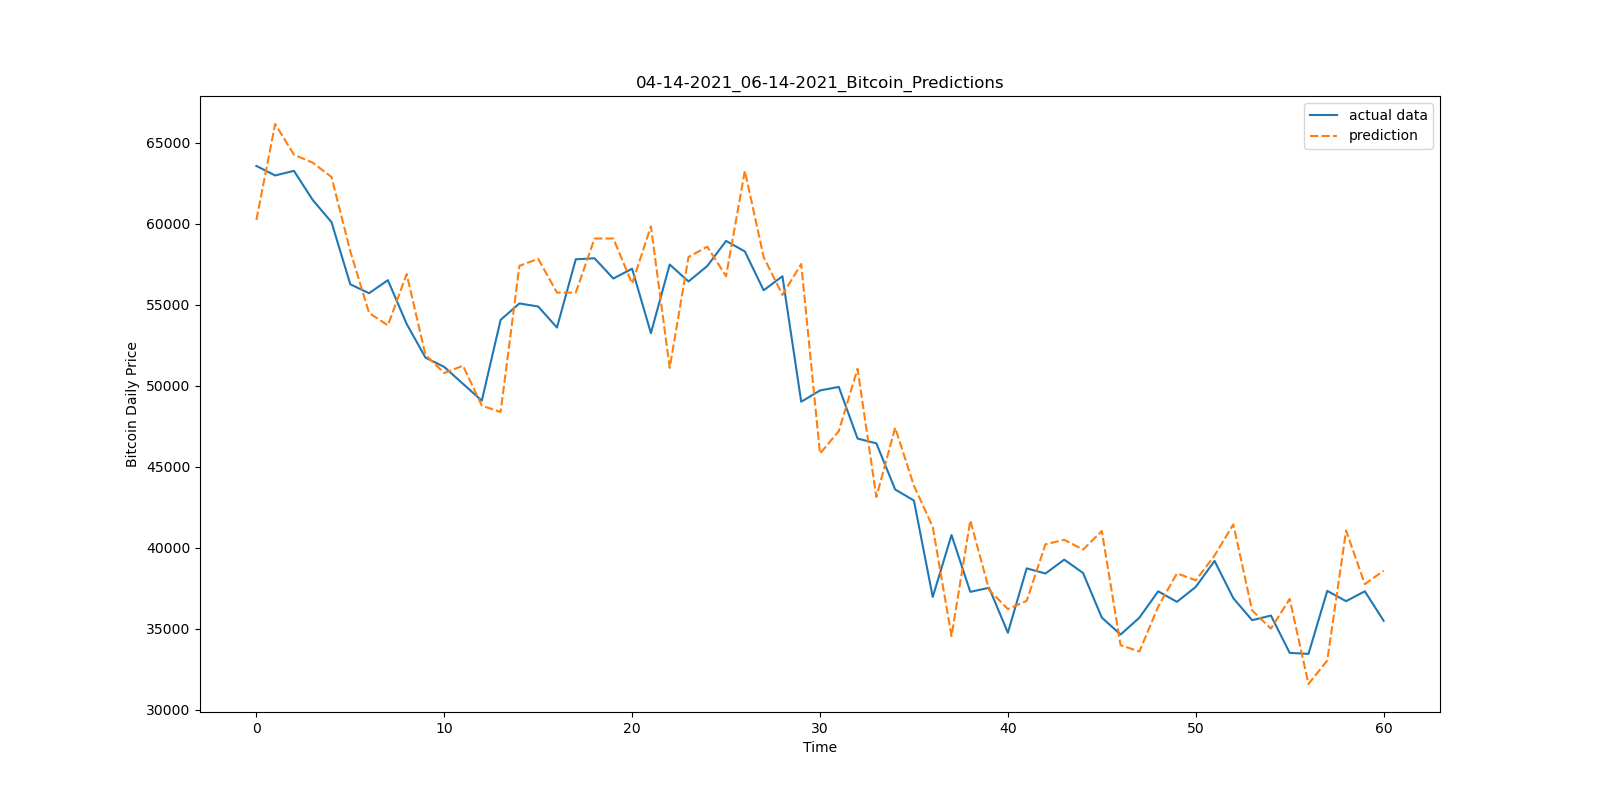 04-14-2021_06-14-2021_Bitcoin_Predictions
actual data
prediction
65000
60000
55000
50000
45000
40000
35000
30000
Bitcoin Daily Price
0 10 20 30 40 50 60
Time